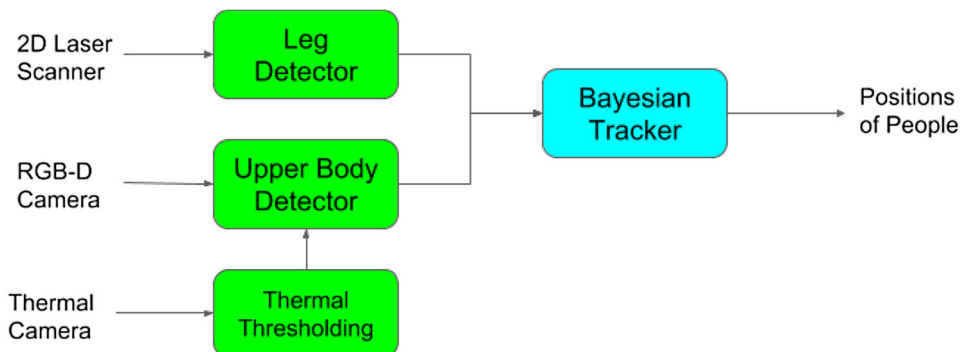 2D Laser
Scanner
Leg
Detector
Bayesian
Tracker
Positions
of People
RGB-D
Camera
Upper Body
Detector
Thermal
Camera
Thermal
Thresholding